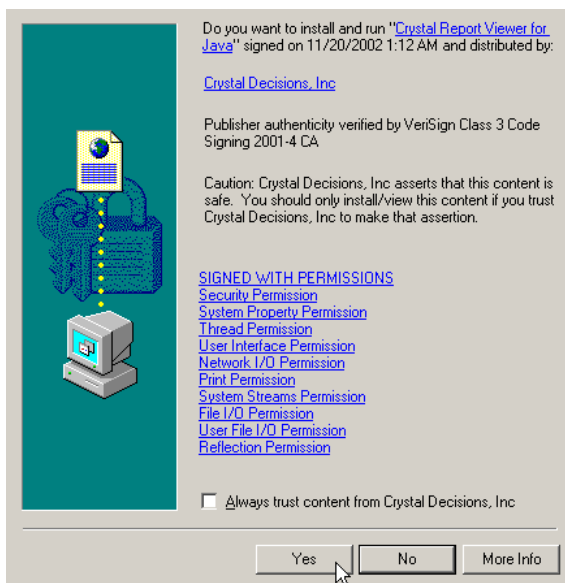 Do you want to install and run "Crystal Report Viewer for
Java" signed on 11/20/2002 1:12 AM and distributed by:
Crystal Decisions, Inc
Publisher authenticity verified by VeriSign Class 3 Code
Signing 2001-4 CA
Caution: Crystal Decisions, Inc asserts that this content is
safe.  You should only install/view this content if you trust
Crystal Decisions, Inc to make that assertion.
SIGNED WITH PERMISSIONS
Security Permission
System Property Permission
Thread Permission
User Interface Permission
Network I/O Permission
Print Permission
System Streams Permission
File I/O Permission
User File I/O Permission
Reflection Permission
Always trust content from Crystal Decisions, Inc
Yes No More Info